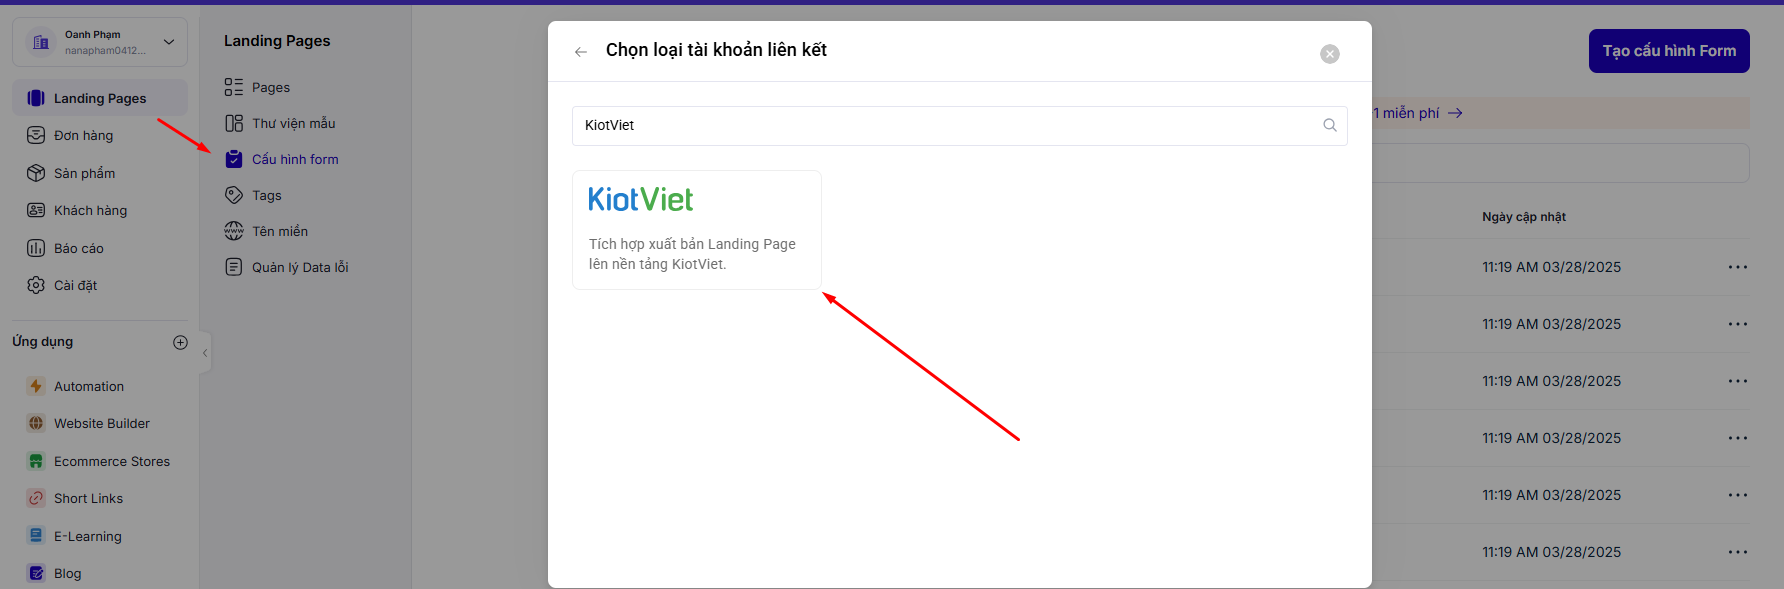 Oanh Phạm
nanapham0412...
Landing Pages
Đơn hàng
Sản phẩm
Khách hàng
Báo cáo
Cài đặt
Ứng dụng
Automation
Website Builder
Ecommerce Stores
Short Links
E-Learning
Blog
Landing Pages
Pages
Thư viện mẫu
Cấu hình form
Tags
Tên miền
Quản lý Data lỗi
Chọn loại tài khoản liên kết
KiotViet
KiotViet
Tích hợp xuất bản Landing Page
lên nền tảng KiotViet.
Tạo cấu hình Form
1 miễn phí →
Ngày cập nhật
11:19 AM 03/28/2025
11:19 AM 03/28/2025
11:19 AM 03/28/2025
11:19 AM 03/28/2025
11:19 AM 03/28/2025
11:19 AM 03/28/2025